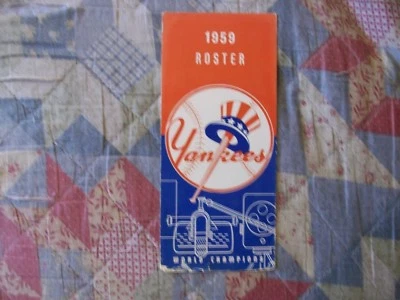 1959
ROSTER
Yankees
WORLD CHAMPIONS